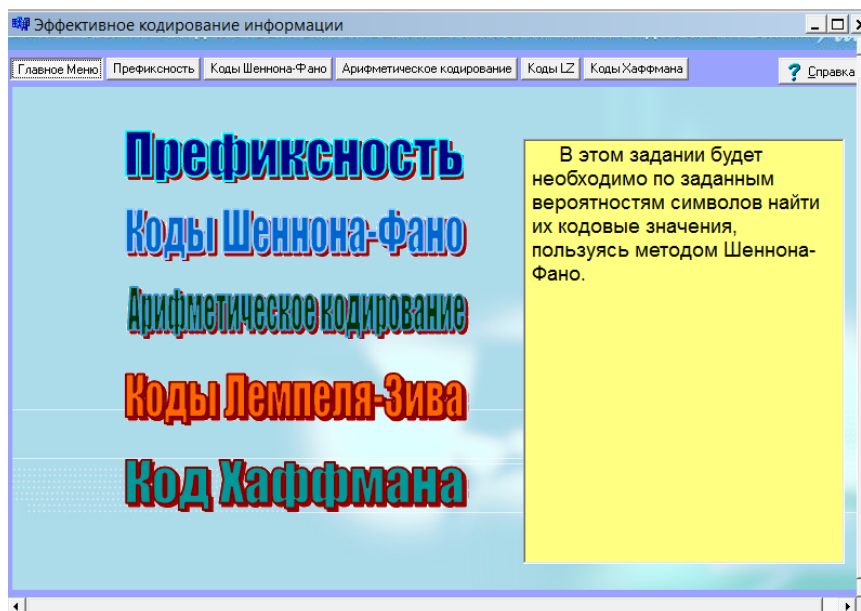 Эффективное кодирование информации
Главное Меню Префиксность Коды Шеннона-Фано Арифметическое кодирование Коды LZ Коды Хаффмана ? Справка
Префиксность
Коды Шеннона-Фано
Арифметическое кодирование
Коды Лемпеля-Зива
Код Хаффмана
В этом задании будет
необходимо по заданным
вероятностям символов найти
их кодовые значения,
пользуясь методом Шеннона-
Фано.